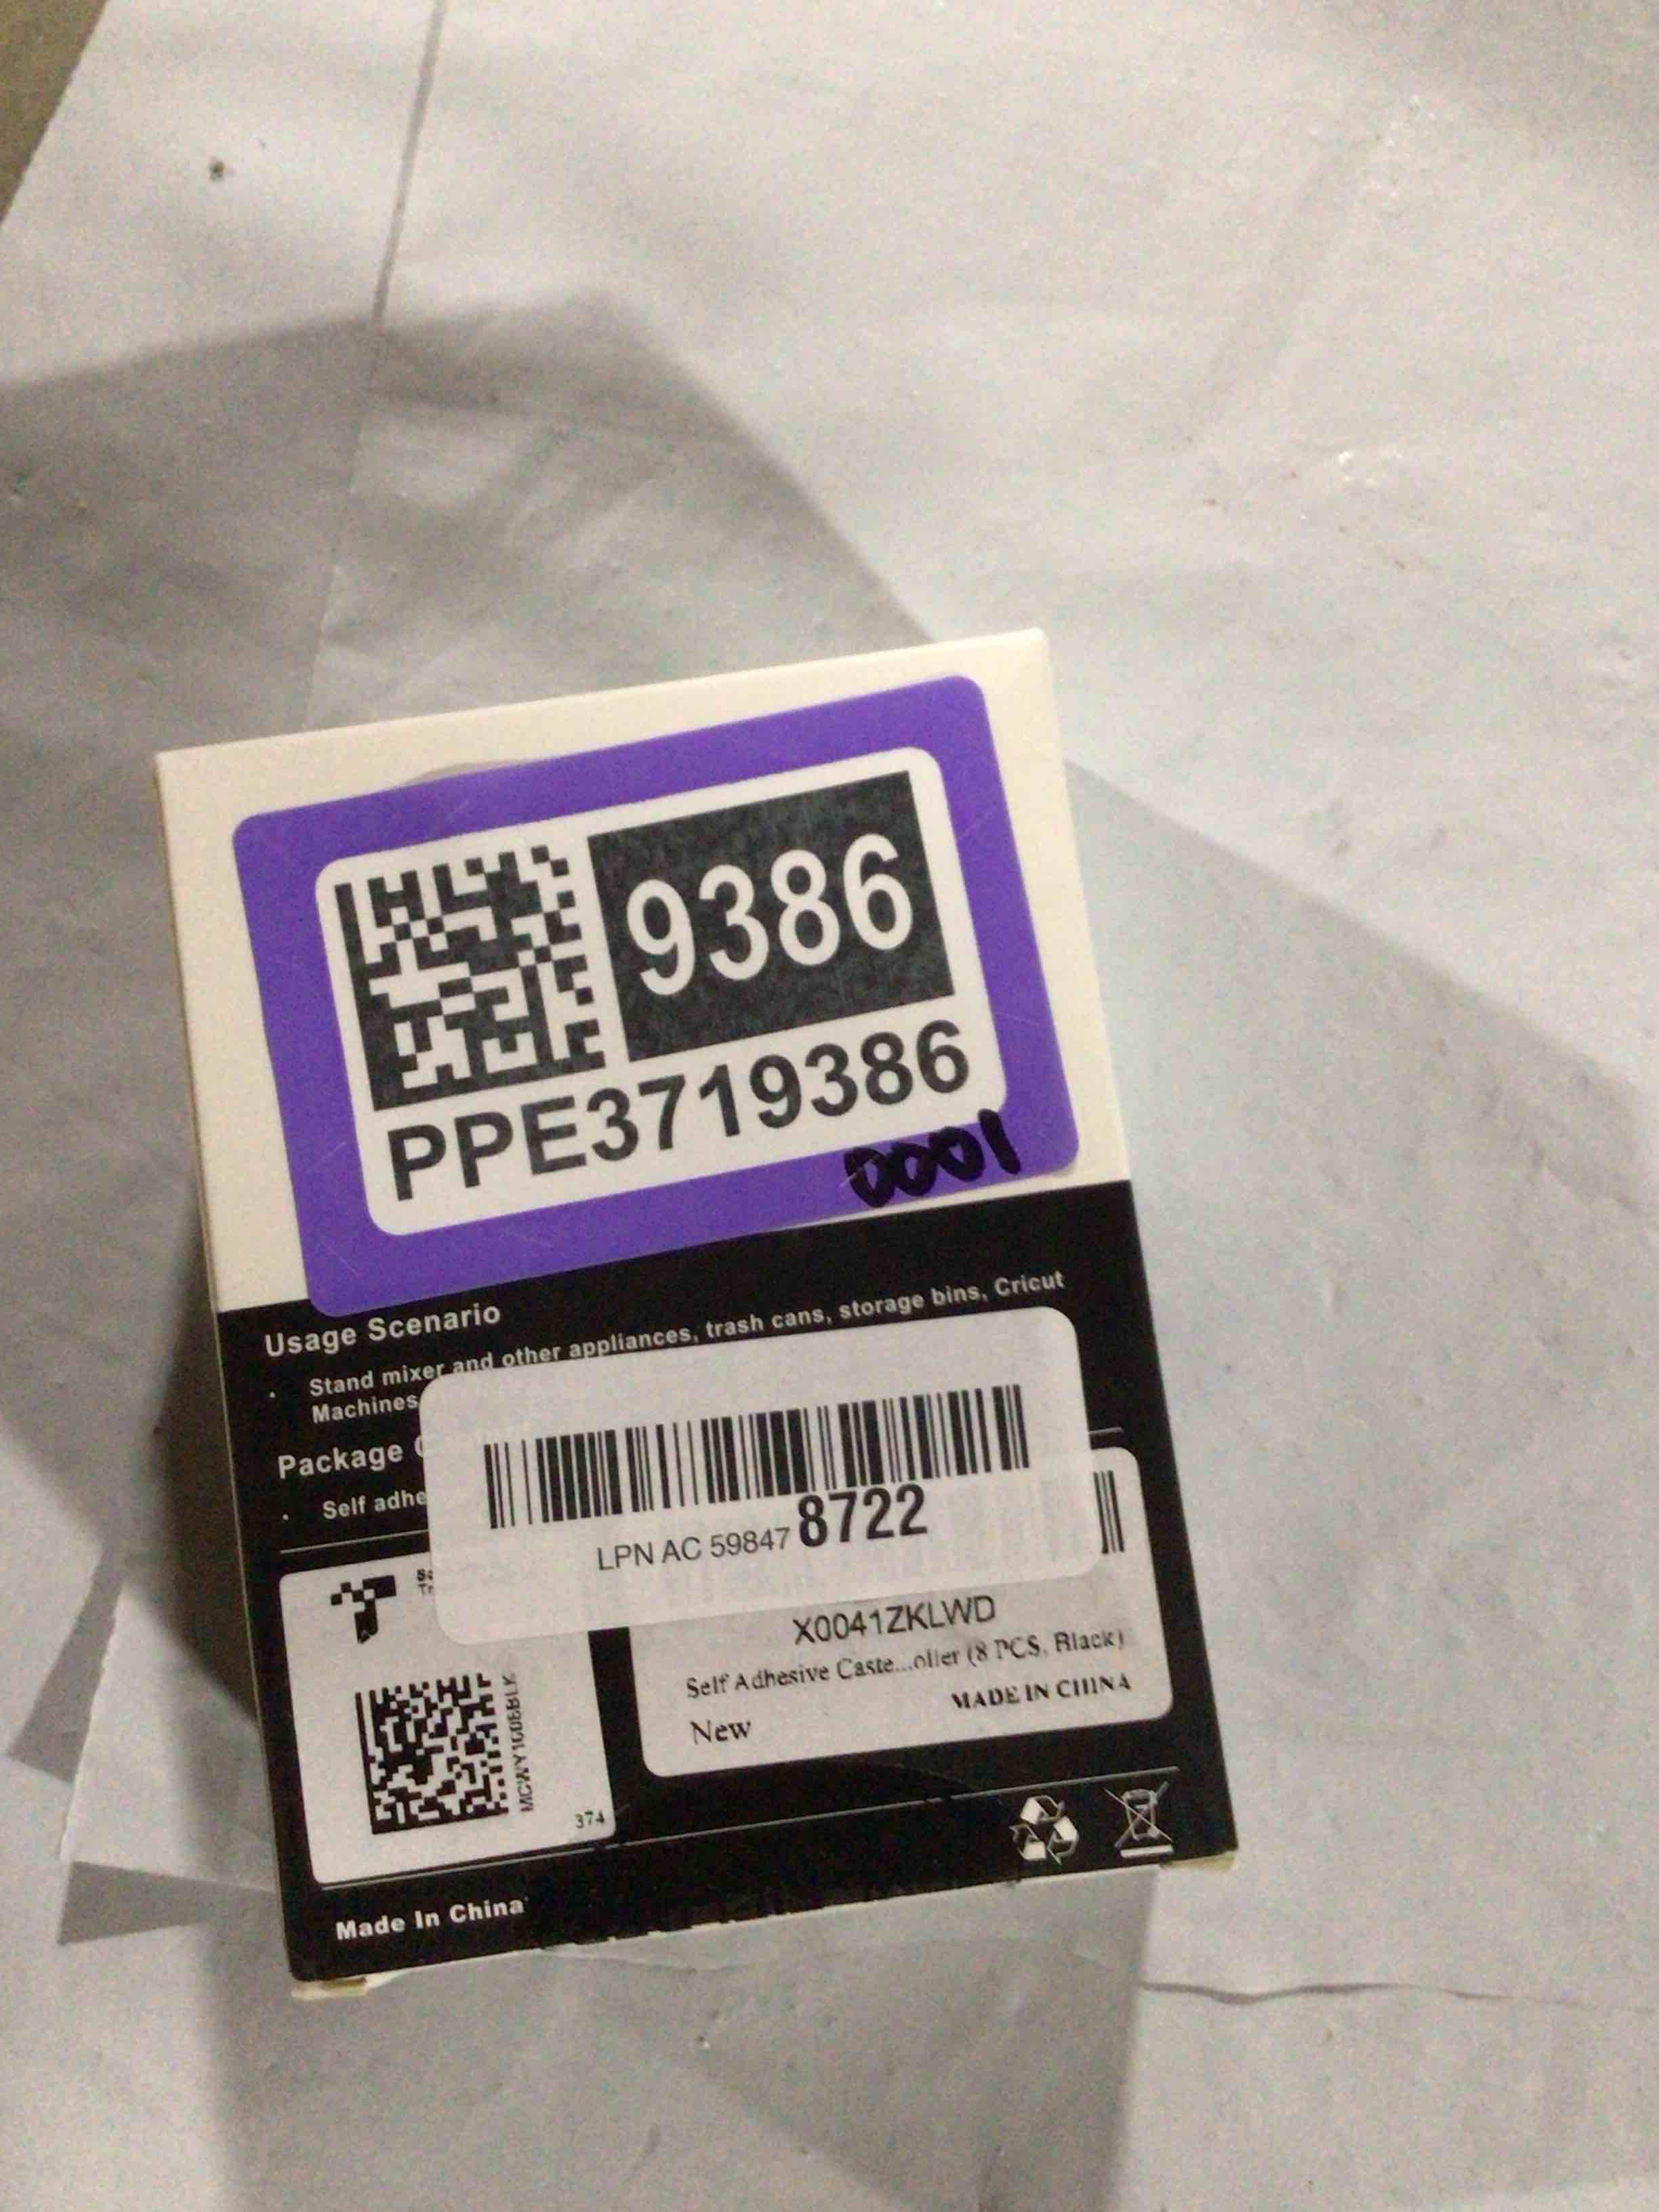 9386
PPE3719386
0001
Usage Scenario
· Stand mixer and other appliances, trash cans, storage bins, Cricut
Machines
Package
· Self adhe
LPN AC 59847 8722
X0041ZKLWD
Self Adhesive Caste...oller (8 PCS, Black)
MADE IN CHINA
New
374
Made In China